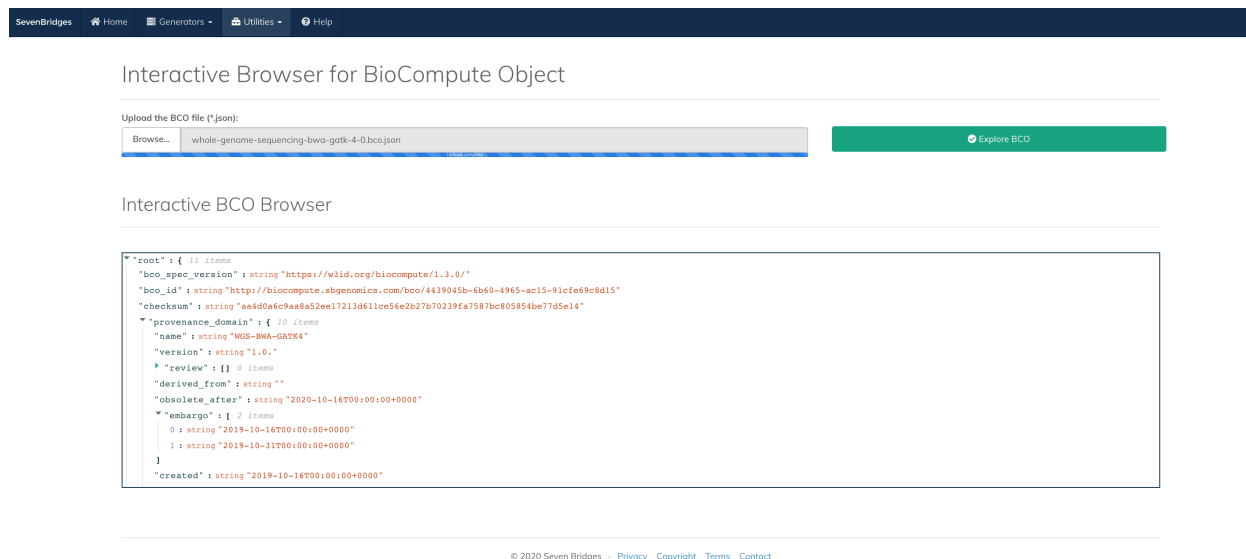 SevenBridges Home Generators Utilities Help
Interactive Browser for BioCompute Object
Upload the BCO file (*.json):
Browse... whole-genome-sequencing-bwa-gatk-4-0.bco.json
Upload complete
Explore BCO
Interactive BCO Browser
"root" : { 11 items
"bco_spec_version" : string "https://w3id.org/biocompute/1.3.0/"
"bco_id" : string "http://biocompute.sbgenomics.com/bco/4439045b-6b60-4965-ac15-91cfe69c8d15"
"checksum" : string "aa4d0a6c9aa8a52ee17213d611ce56e2b27b70239fa7587bc805854be77d5e14"
"provenance_domain" : { 10 items
"name" : string "WGS-BWA-GATK4"
"version" : string "1.0."
"review" : [] 0 items
"derived_from" : string ""
"obsolete_after" : string "2020-10-16T00:00:00+0000"
"embargo" : [ 2 items
0 : string "2019-10-16T00:00:00+0000"
1 : string "2019-10-31T00:00:00+0000"
]
"created" : string "2019-10-16T00:00:00+0000"
© 2020 Seven Bridges · Privacy Copyright Terms Contact